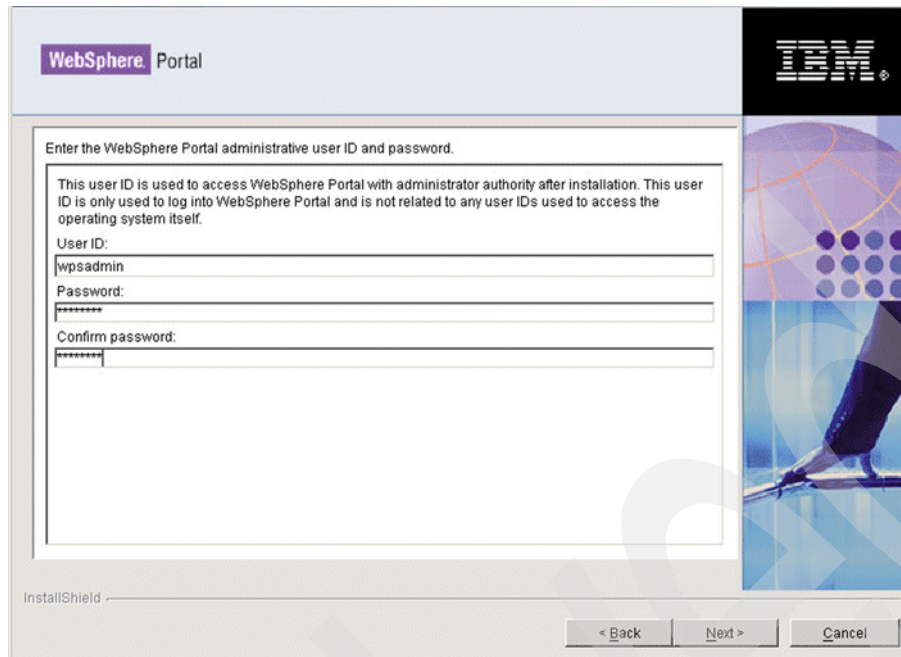 WebSphere. Portal
IBM
Enter the WebSphere Portal administrative user ID and password.
This user ID is used to access WebSphere Portal with administrator authority after installation. This user
ID is only used to log into WebSphere Portal and is not related to any user IDs used to access the
operating system itself.
User ID:
wpsadmin
Password:
********
Confirm password:
********
InstallShield
< Back
Next >
Cancel